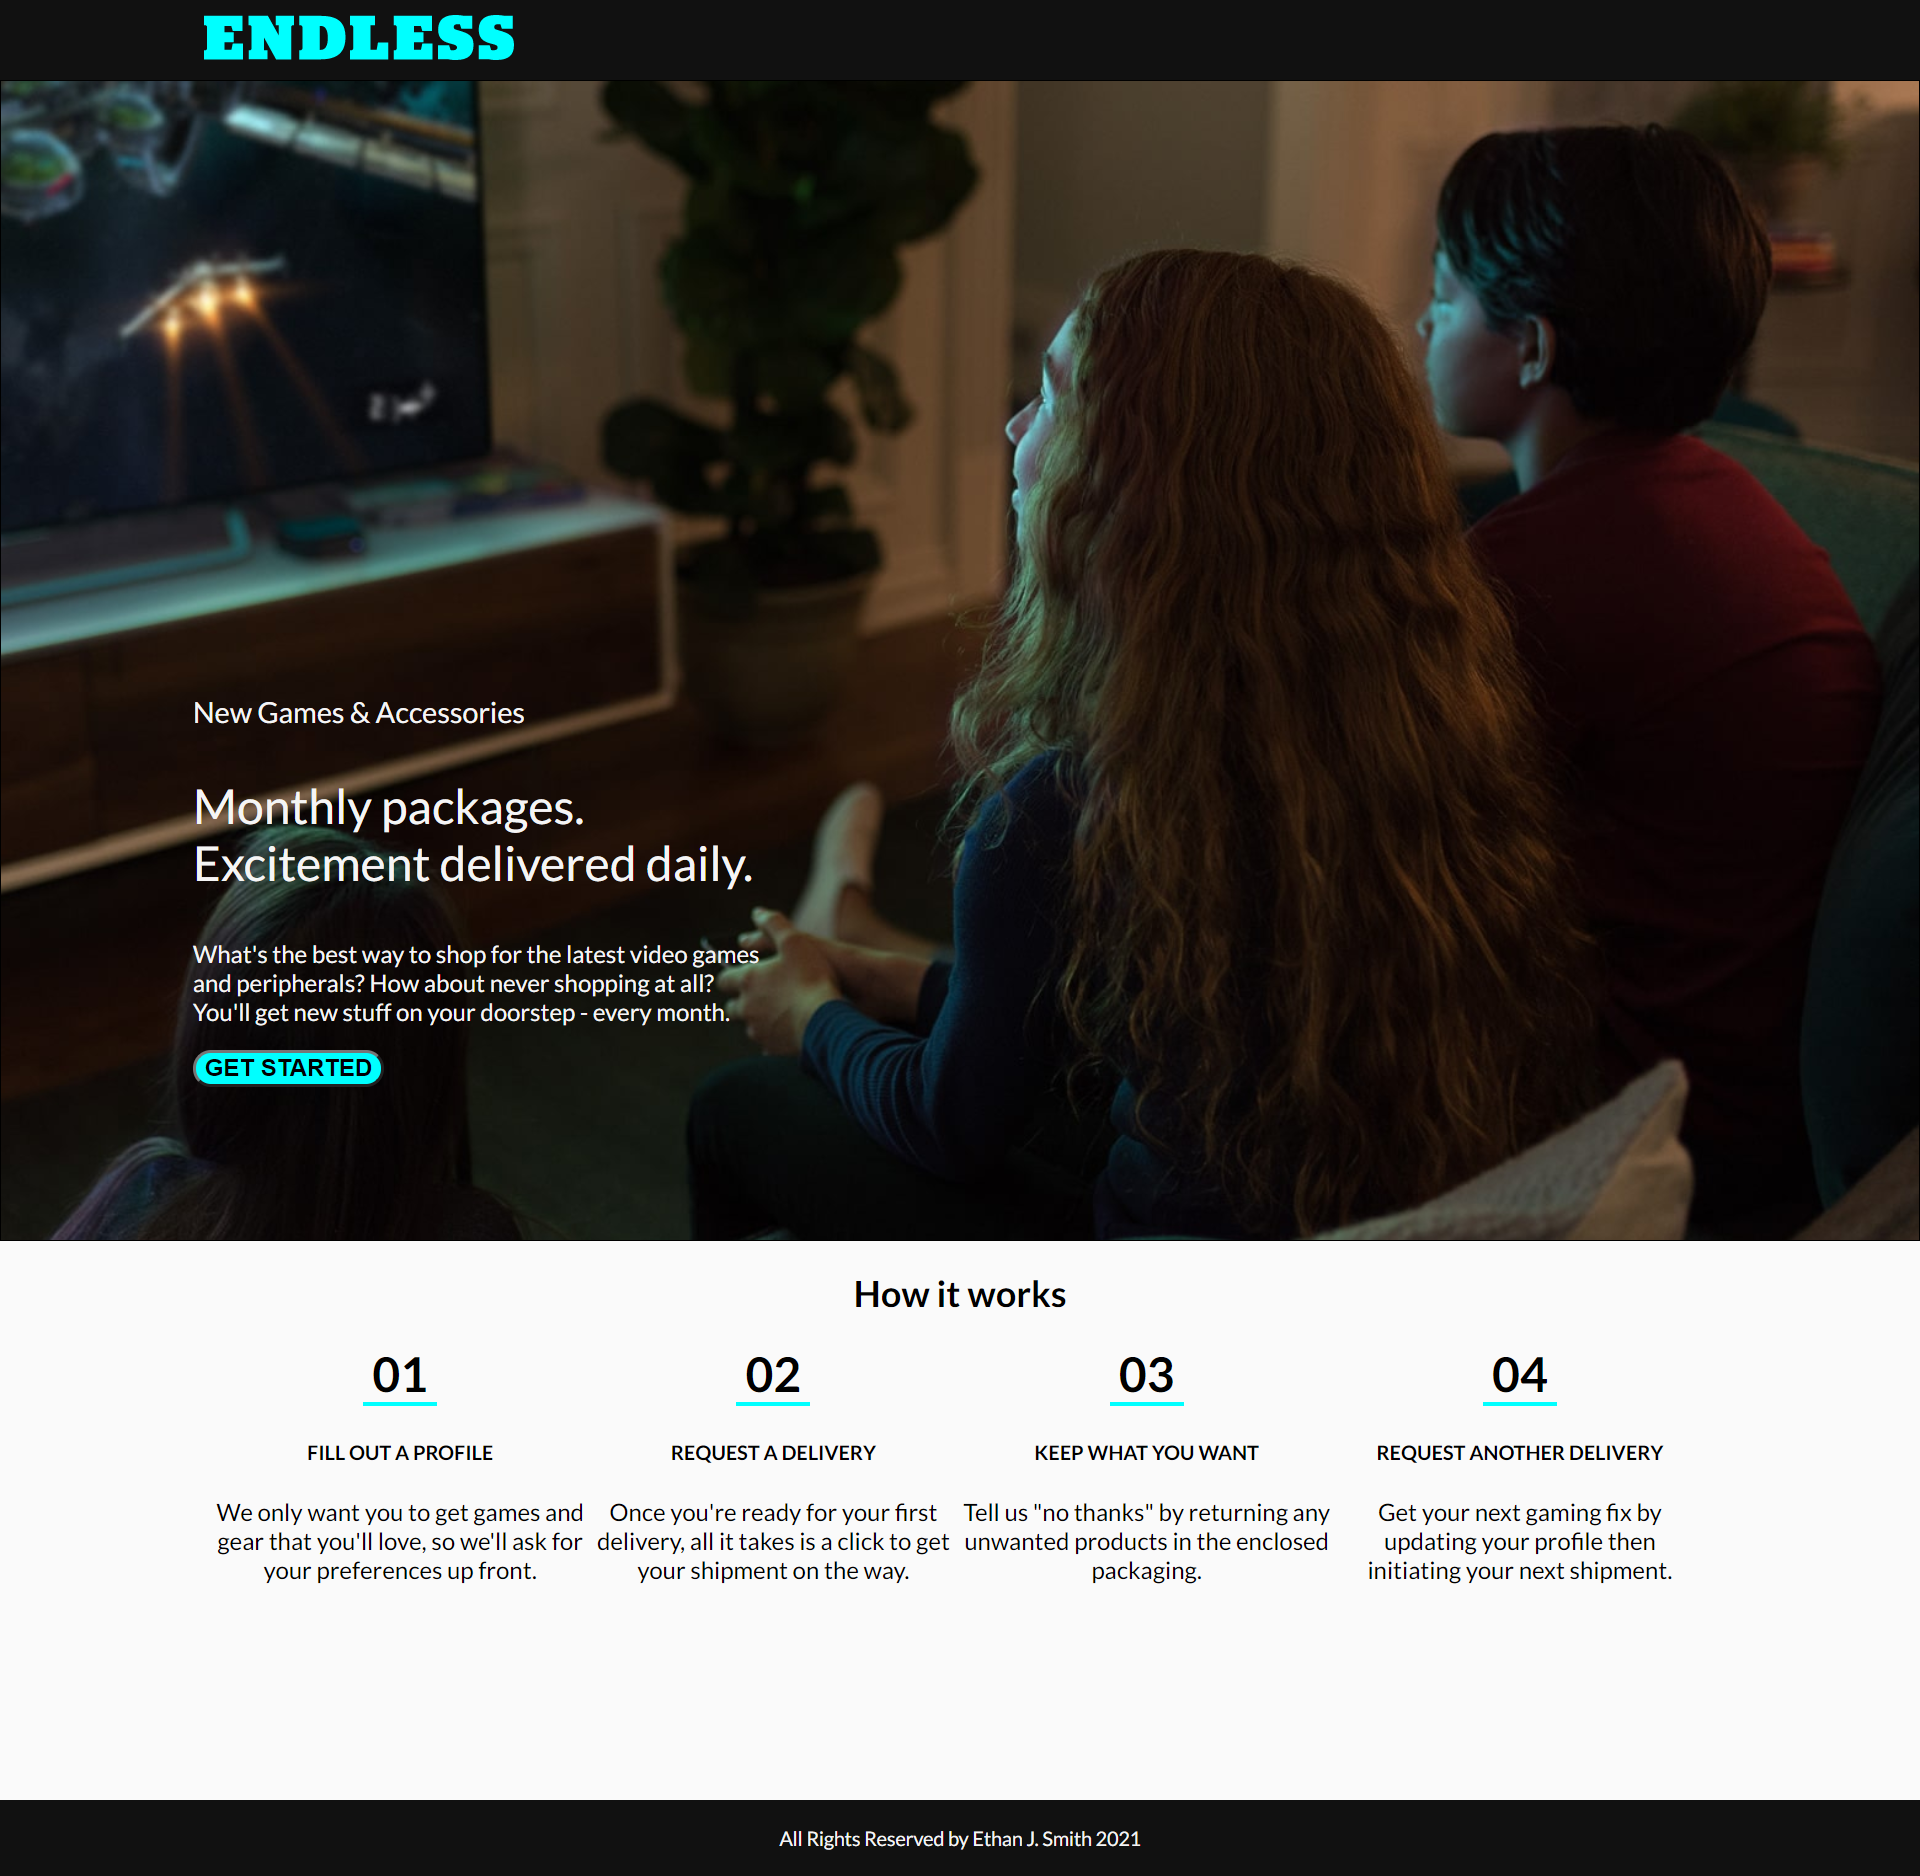 ENDLESS
New Games & Accessories
Monthly packages.
Excitement delivered daily.
What's the best way to shop for the latest video games
and peripherals? How about never shopping at all?
You'll get new stuff on your doorstep - every month.
GET STARTED
How it works
01
FILL OUT A PROFILE
We only want you to get games and
gear that you'll love, so we'll ask for
your preferences up front.
02
REQUEST A DELIVERY
Once you're ready for your first
delivery, all it takes is a click to get
your shipment on the way.
03
KEEP WHAT YOU WANT
Tell us "no thanks" by returning any
unwanted products in the enclosed
packaging.
04
REQUEST ANOTHER DELIVERY
Get your next gaming fix by
updating your profile then
initiating your next shipment.
All Rights Reserved by Ethan J. Smith 2021